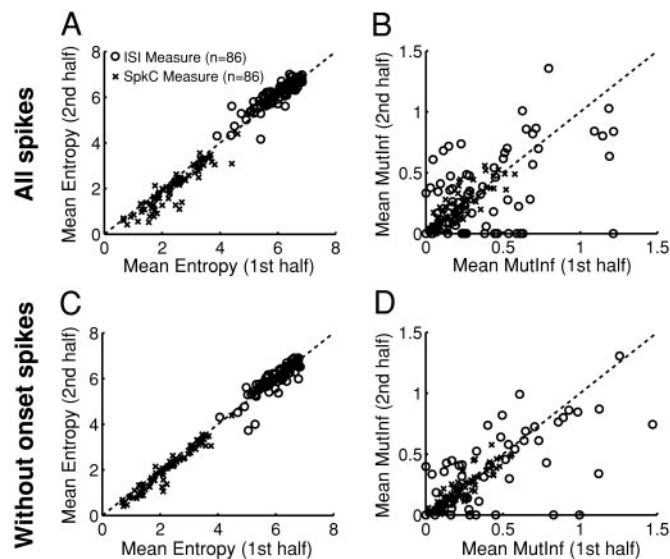 A
B
All spikes
Mean Entropy (2nd half)
8
6
4
2
0
ISI Measure (n=86)
SpkC Measure (n=86)
0 2 4 6 8
Mean Entropy (1st half)
Mean MutInf (2nd half)
1.5
1
0.5
0
0 0.5 1 1.5
Mean MutInf (1st half)
C
D
Without onset spikes
Mean Entropy (2nd half)
8
6
4
2
0
0 2 4 6 8
Mean Entropy (1st half)
Mean MutInf (2nd half)
1.5
1
0.5
0
0 0.5 1 1.5
Mean MutInf (1st half)